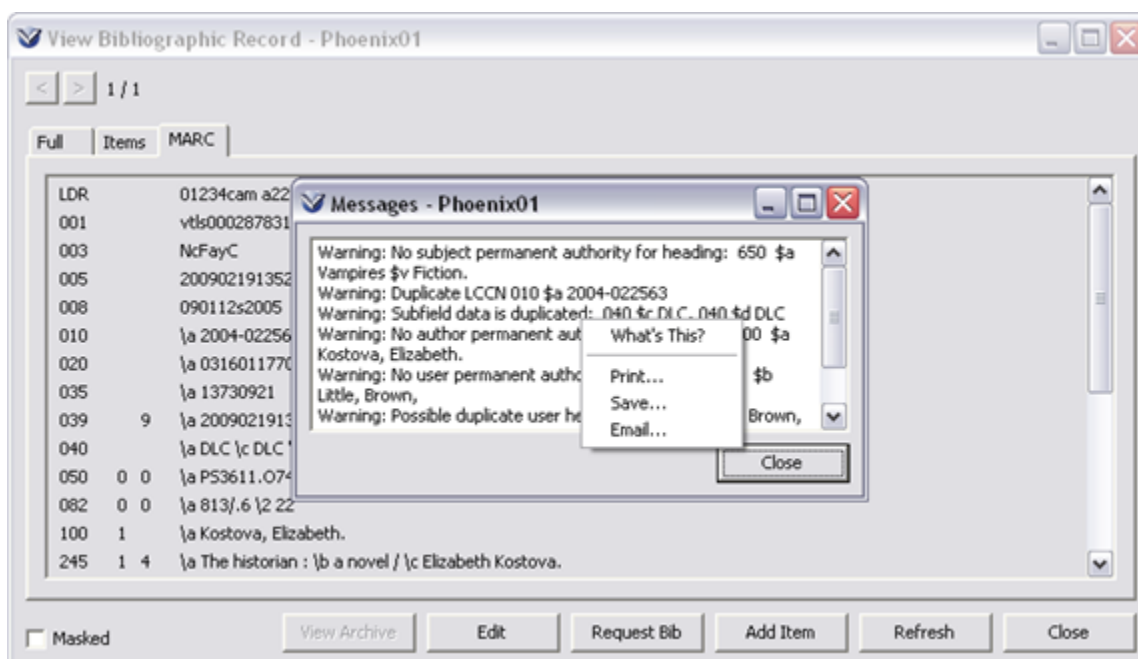 View Bibliographic Record - Phoenix01
< > 1 / 1
Full Items MARC
LDR 01234cam a22
001 vtls000287831
003 NcFayC
005 200902191352
008 090112s2005
010 \a 2004-02256
020 \a 0316011770
035 \a 13730921
039 9 \a 2009021913
040 \a DLC \c DLC
050 0 0 \a PS3611.O74
082 0 0 \a 813/.6 \2 22
100 1 \a Kostova, Elizabeth.
245 1 4 \a The historian : \b a novel / \c Elizabeth Kostova.
Messages - Phoenix01
Warning: No subject permanent authority for heading: 650 $a
Vampires $v Fiction.
Warning: Duplicate LCCN 010 $a 2004-022563
Warning: Subfield data is duplicated: 040 $c DLC, 040 $d DLC
Warning: No author permanent aut 00 $a
Kostova, Elizabeth.
Warning: No user permanent autho $b
Little, Brown,
Warning: Possible duplicate user he Brown,
What's This?
Print...
Save...
Email...
Close
Masked View Archive Edit Request Bib Add Item Refresh Close